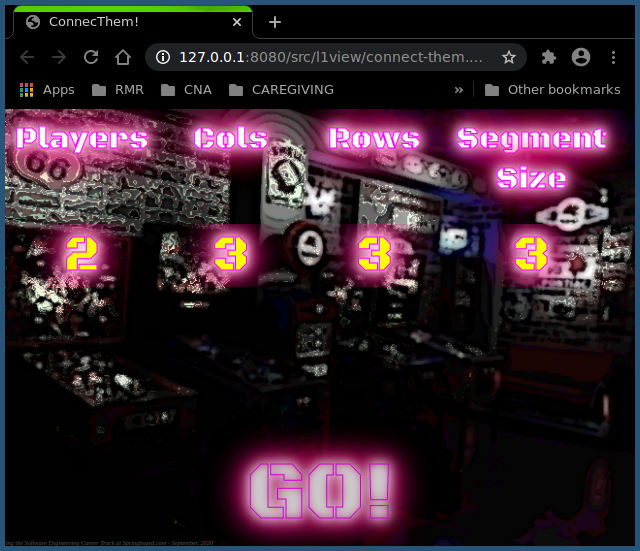 ConnecThem!
127.0.0.1:8080/src/l1view/connect-them....
Apps RMR CNA CAREGIVING » Other bookmarks
Players Cols Rows Segment
Size
2 3 3 3
GO!
ing the Software Engineering Career Track at Springboard.com - September, 2020